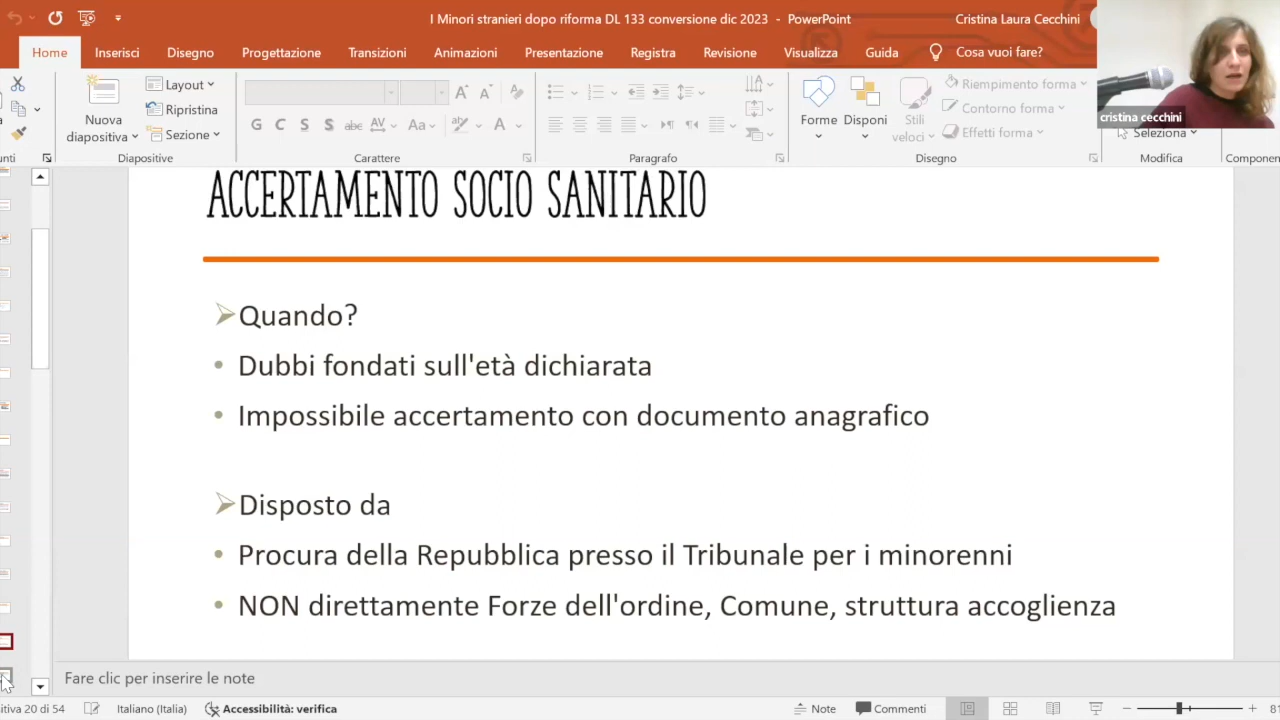 I Minori stranieri dopo riforma DL 133 conversione dic 2023 - PowerPoint
Cristina Laura Cecchini
Home Inserisci Disegno Progettazione Transizioni Animazioni Presentazione Registra Revisione Visualizza Guida Cosa vuoi fare?
cristina cecchini
Nuova diapositiva
Layout
Ripristina
Sezione
Diapositive
G C S S abc AV Aa A
Carattere
Paragrafo
Forme
Disponi
Stili veloci
Riempimento forma
Contorno forma
Effetti forma
Disegno
Seleziona
Modifica
ACCERTAMENTO SOCIO SANITARIO
Quando?
Dubbi fondati sull'età dichiarata
Impossibile accertamento con documento anagrafico
Disposto da
Procura della Repubblica presso il Tribunale per i minorenni
NON direttamente Forze dell'ordine, Comune, struttura accoglienza
Fare clic per inserire le note
20 di 54 Italiano (Italia) Accessibilità: verifica Note Commenti